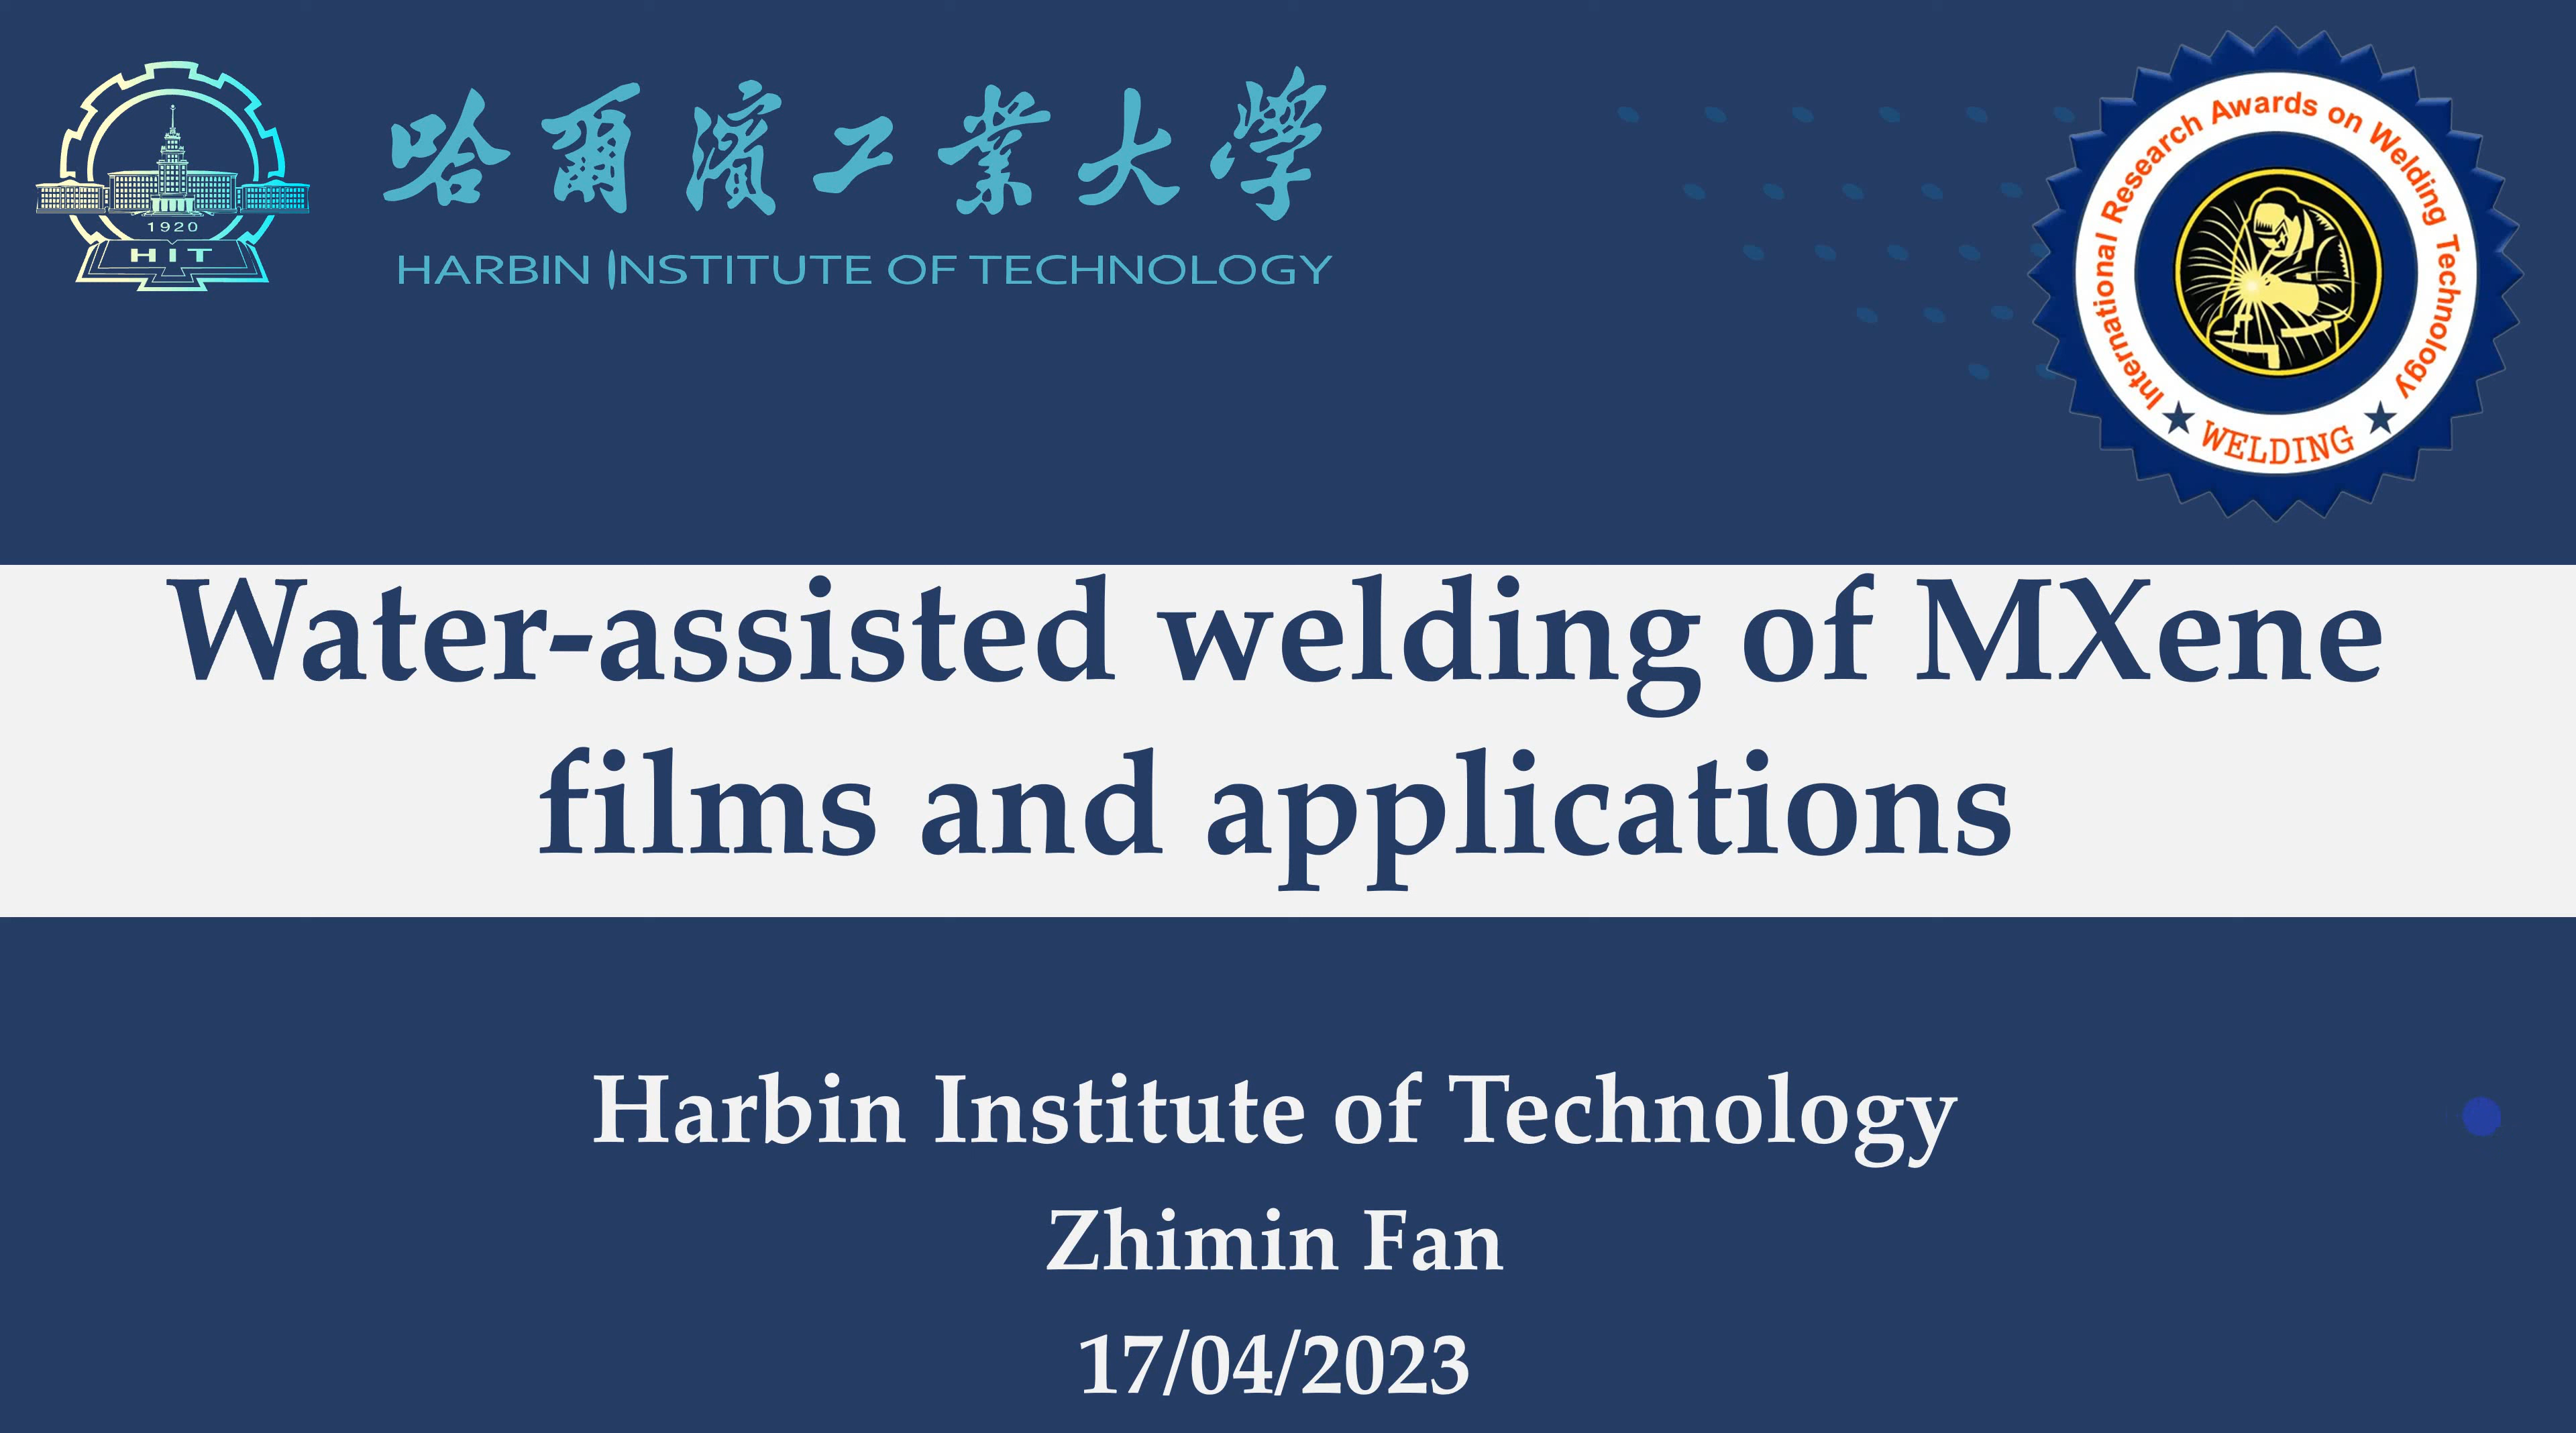 哈爾濱工業大學
HARBIN INSTITUTE OF TECHNOLOGY
1920
HIT
International Research Awards on Welding Technology
WELDING
Water-assisted welding of MXene
films and applications
Harbin Institute of Technology
Zhimin Fan
17/04/2023